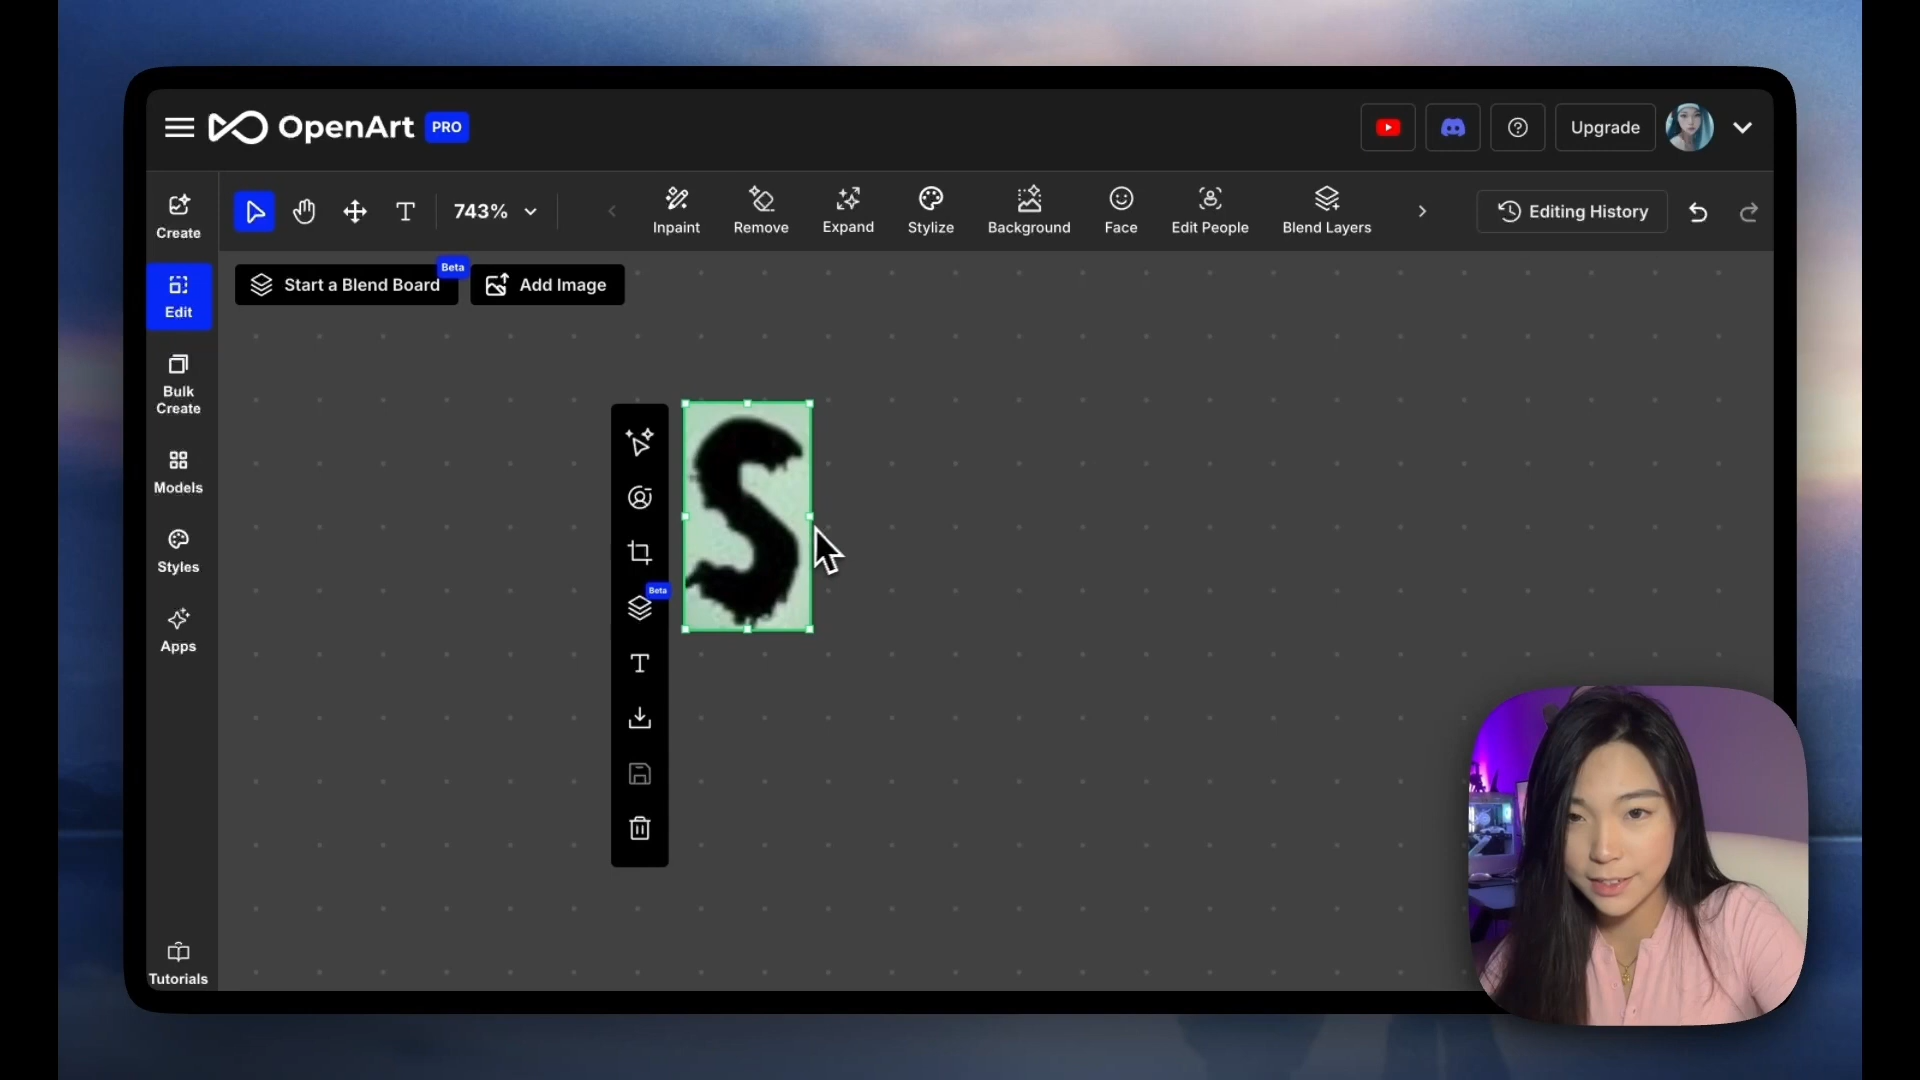 OpenArt PRO
Upgrade
Create
Edit
Bulk
Create
Models
Styles
Apps
Tutorials
743%
Inpaint
Remove
Expand
Stylize
Background
Face
Edit People
Blend Layers
Editing History
Start a Blend Board
Beta
Add Image
Beta
S